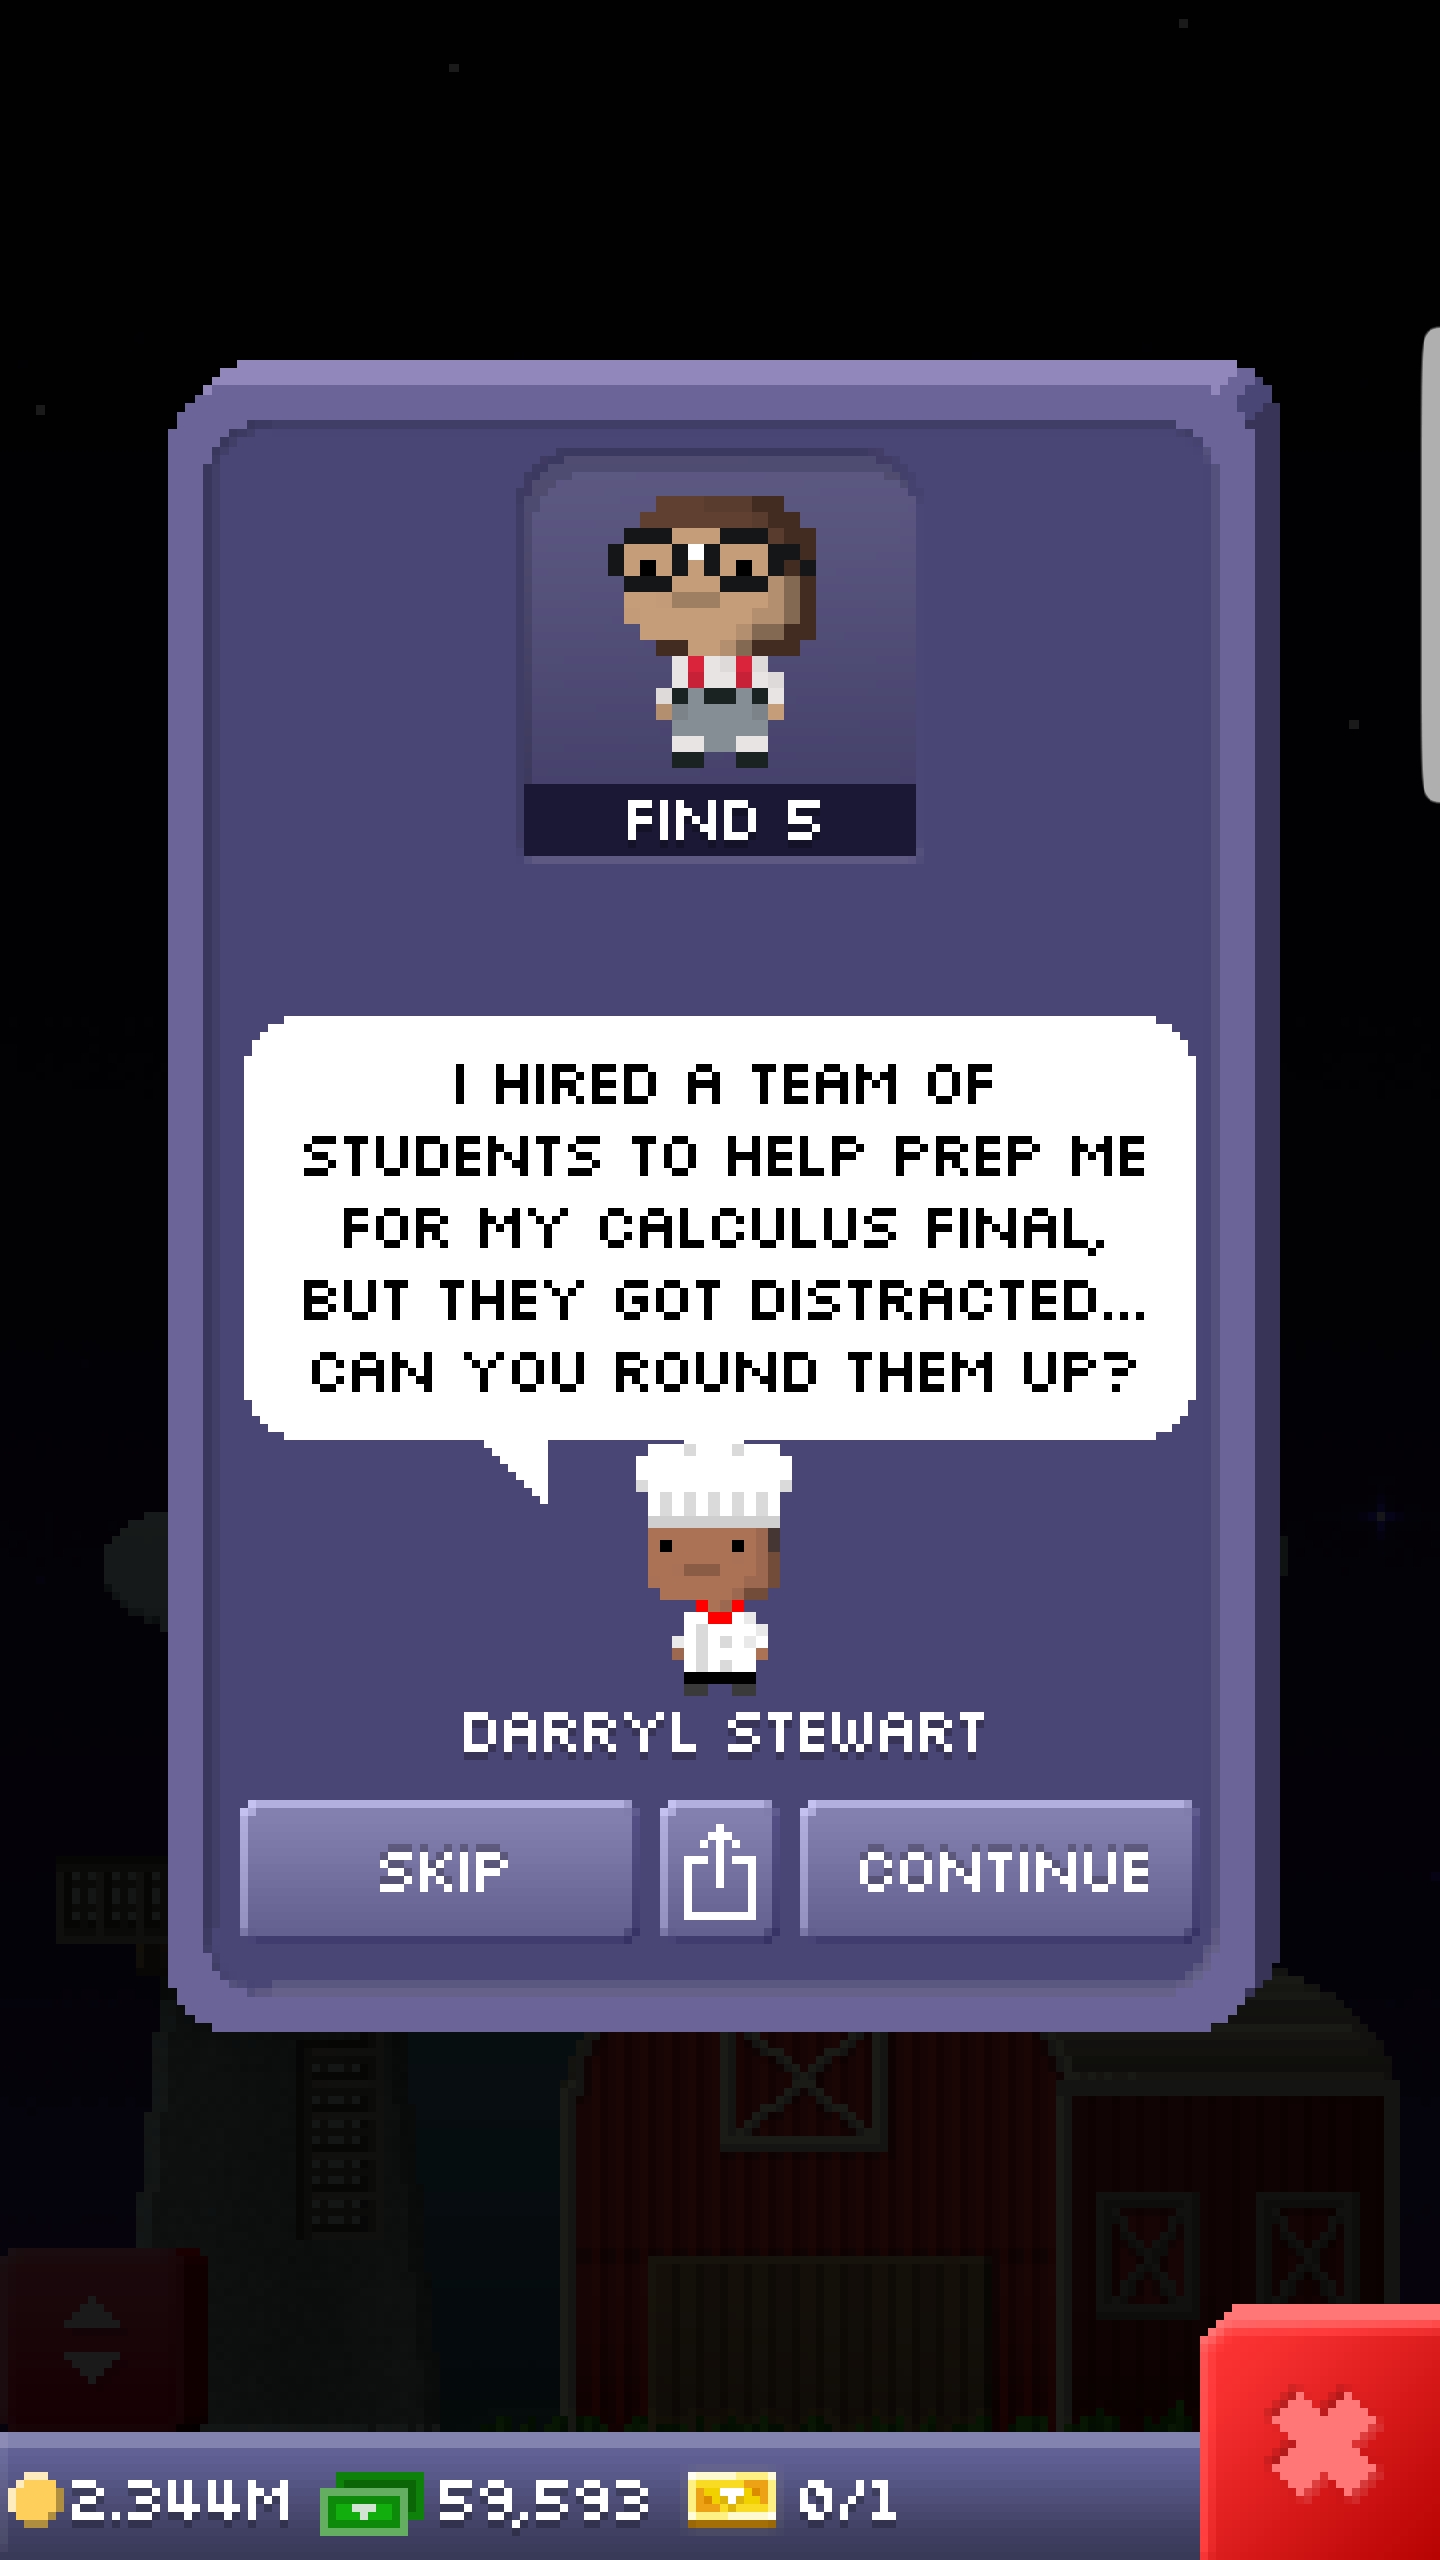 FIND 5
I HIRED A TEAM OF
STUDENTS TO HELP PREP ME
FOR MY CALCULUS FINAL,
BUT THEY GOT DISTRACTED...
CAN YOU ROUND THEM UP?
DARRYL STEWART
SKIP CONTINUE
2.344M 59,593 0/1